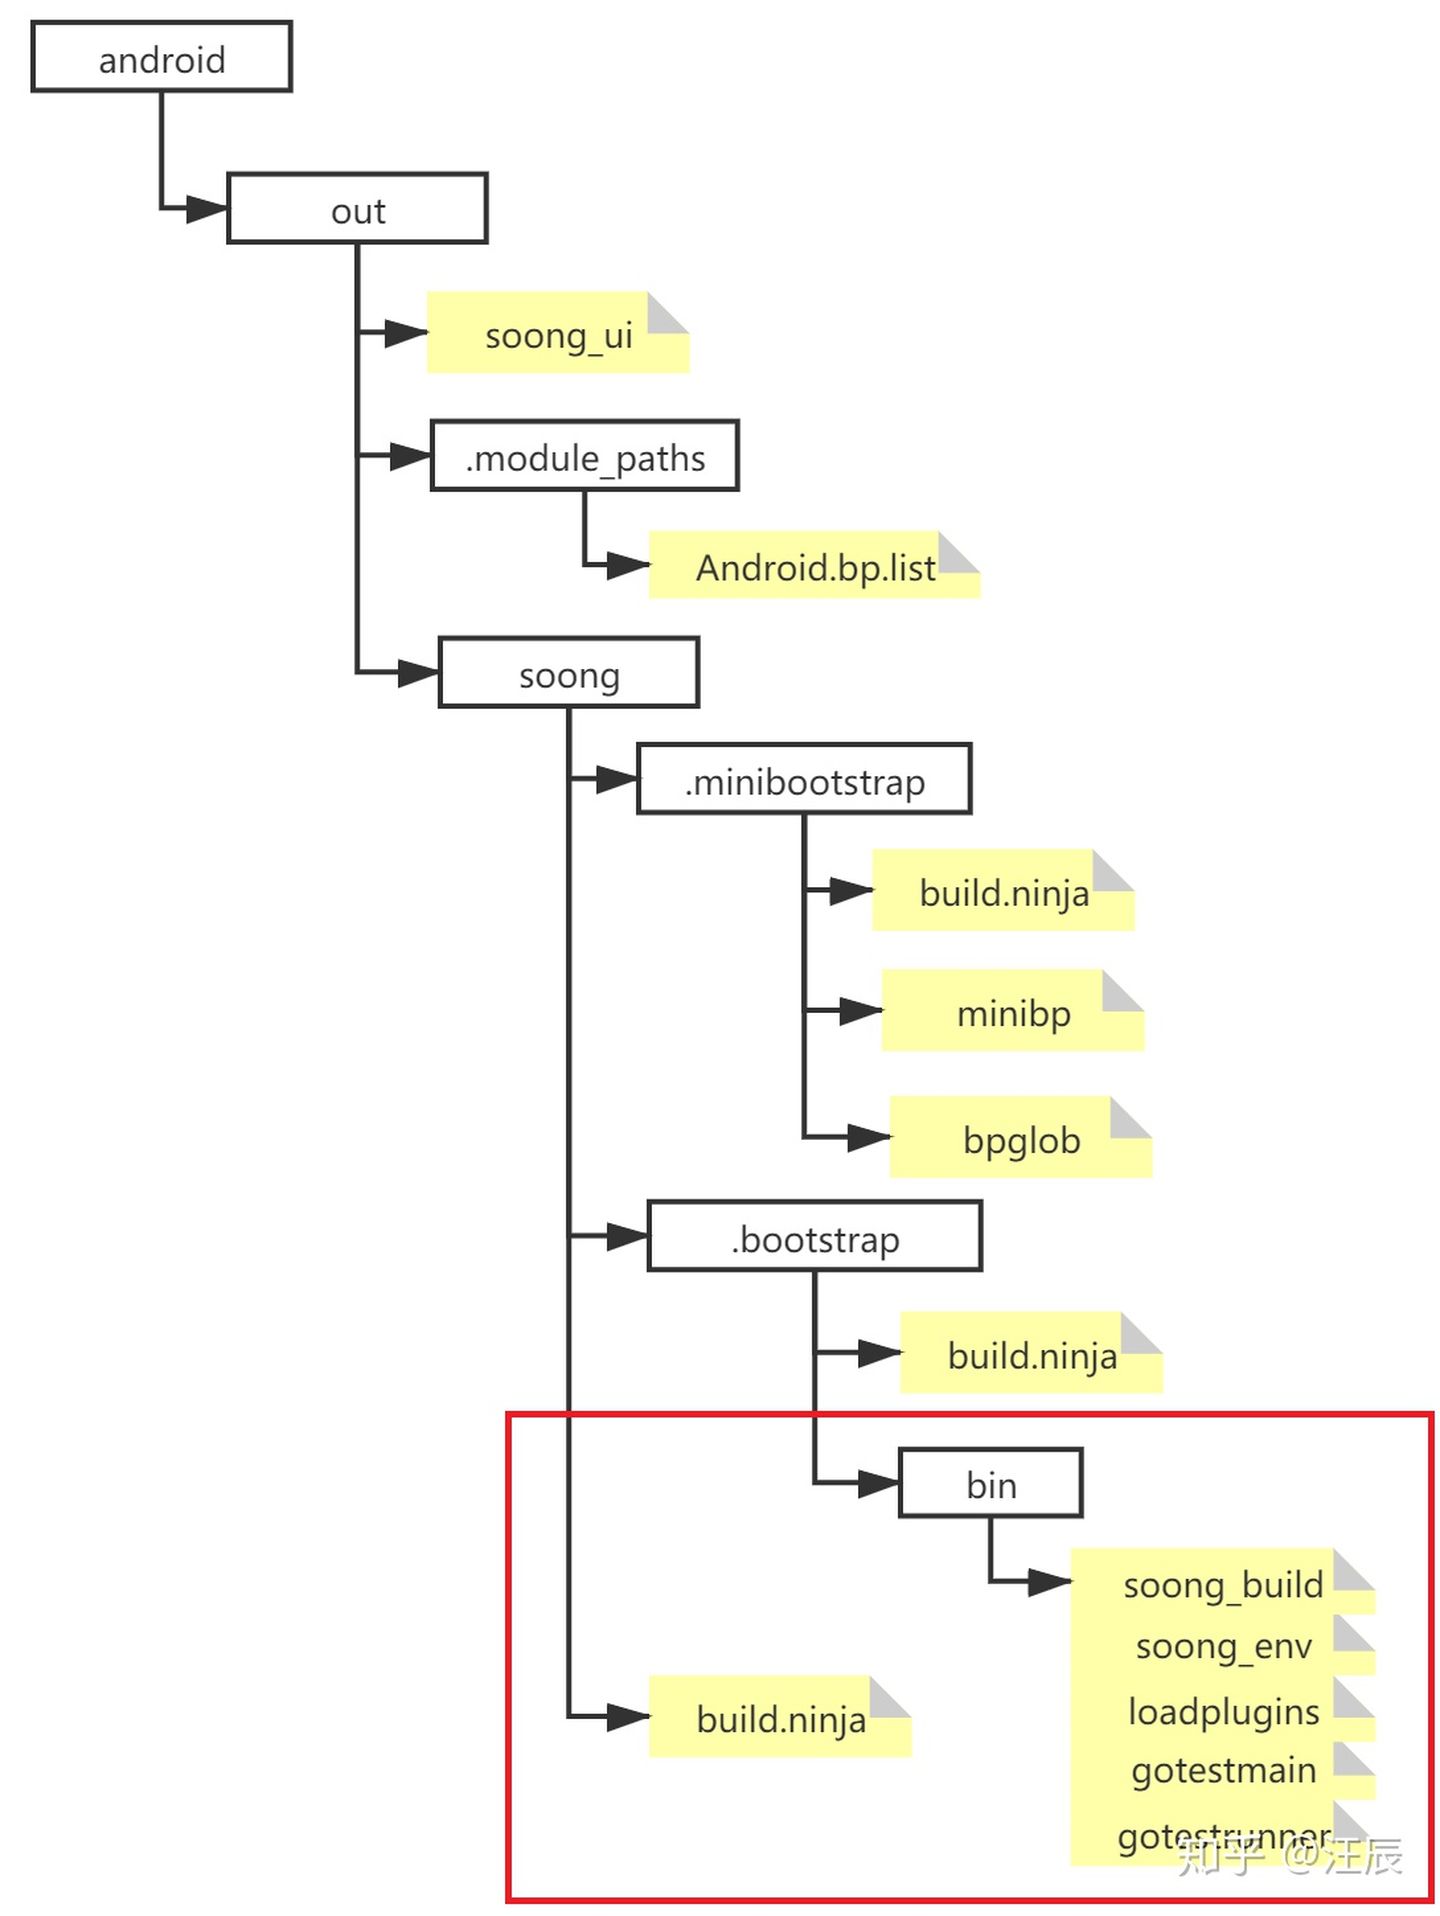 android
out
soong_ui
.module_paths
Android.bp.list
soong
.minibootstrap
build.ninja
minibp
bpglob
.bootstrap
build.ninja
bin
soong_build
soong_env
loadplugins
build.ninja
gotestmain
gotestrunner
知乎 @汪辰